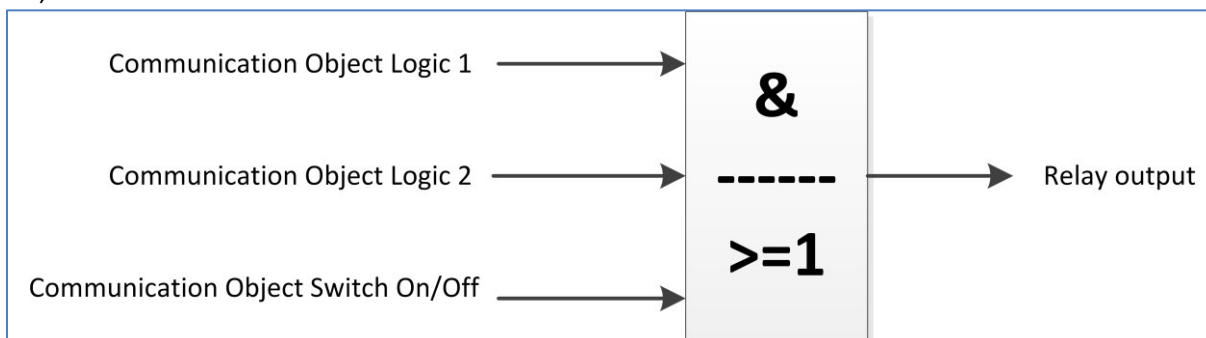 Communication Object Logic 1
&
Communication Object Logic 2
------
Relay output
>=1
Communication Object Switch On/Off